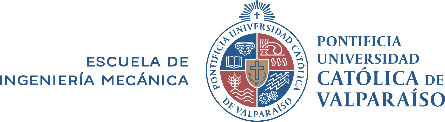 ESCUELA DE
INGENIERÍA MECÁNICA
PONTIFICIA UNIVERSIDAD CATÓLICA
DE VALPARAÍSO
PONTIFICIA
UNIVERSIDAD
CATÓLICA DE
VALPARAÍSO